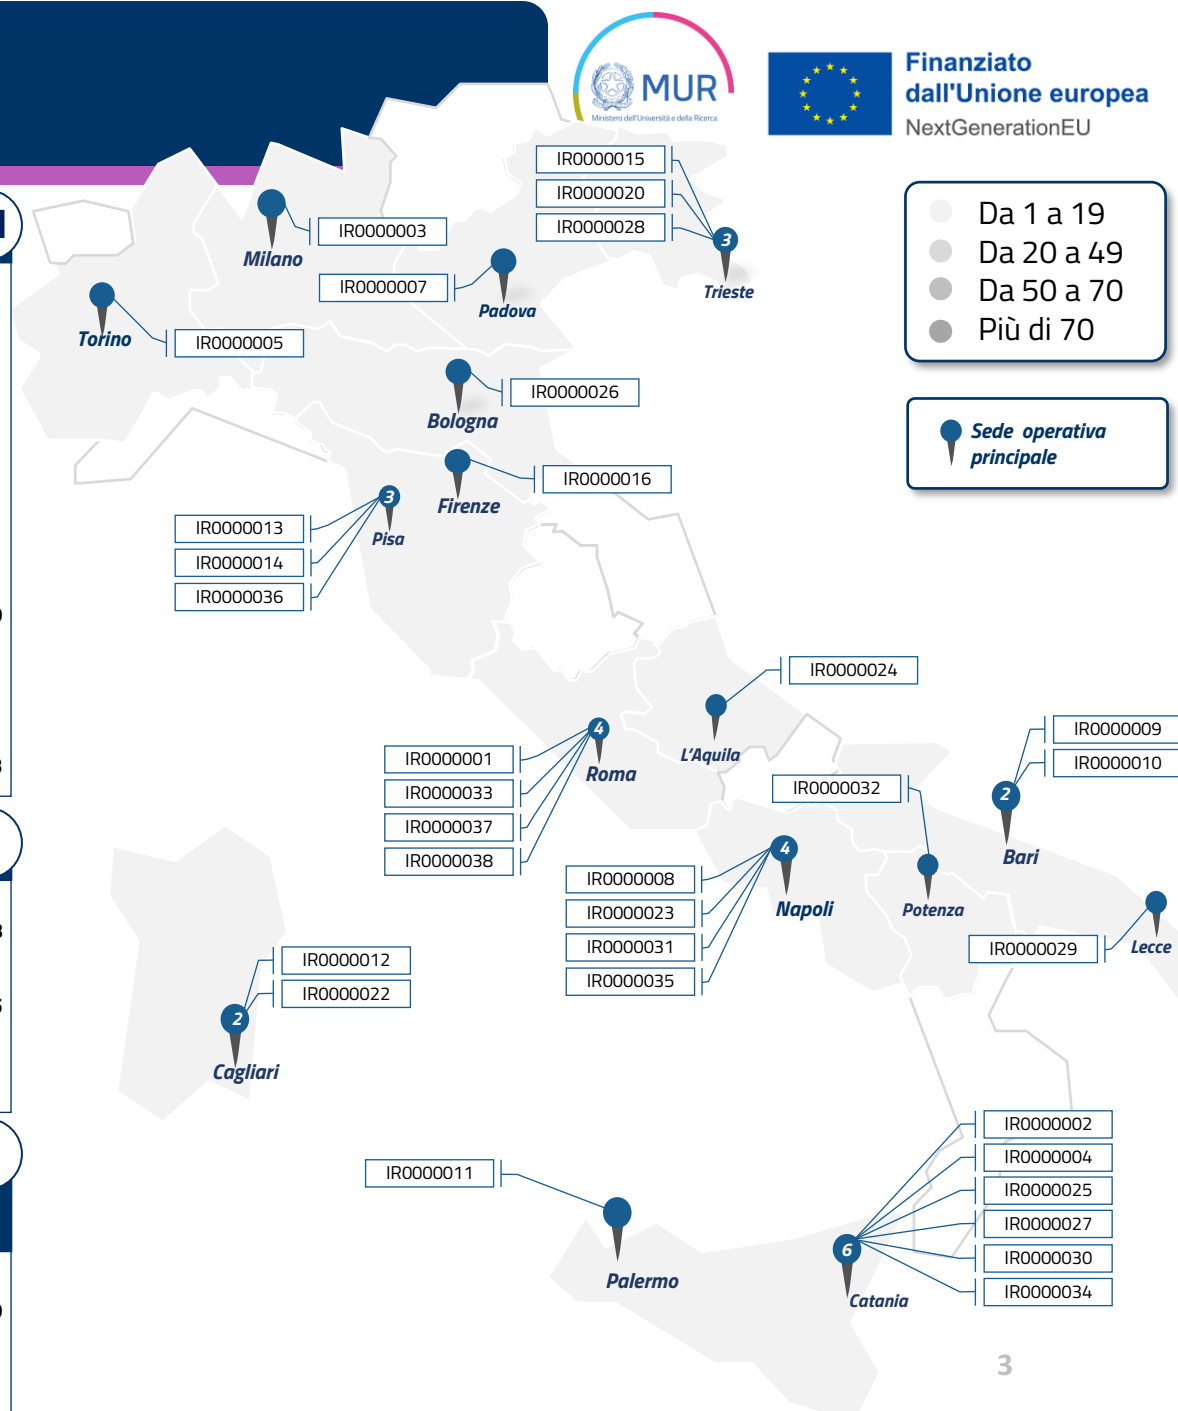 MUR
Ministero dell'Università e della Ricerca
Finanziato
dall'Unione europea
NextGenerationEU
IR0000015
IR0000020
IR0000028
3
Trieste
IR0000003
Milano
IR0000007
Padova
Torino
IR0000005
Da 1 a 19
Da 20 a 49
Da 50 a 70
Più di 70
IR0000026
Bologna
Sede operativa
principale
IR0000016
Firenze
3
Pisa
IR0000013
IR0000014
IR0000036
IR0000024
L'Aquila
4
Roma
IR0000001
IR0000033
IR0000037
IR0000038
IR0000009
IR0000010
2
Bari
IR0000032
Potenza
4
Napoli
IR0000008
IR0000023
IR0000031
IR0000035
IR0000029
Lecce
IR0000012
IR0000022
2
Cagliari
IR0000011
Palermo
IR0000002
IR0000004
IR0000025
IR0000027
IR0000030
IR0000034
6
Catania
3